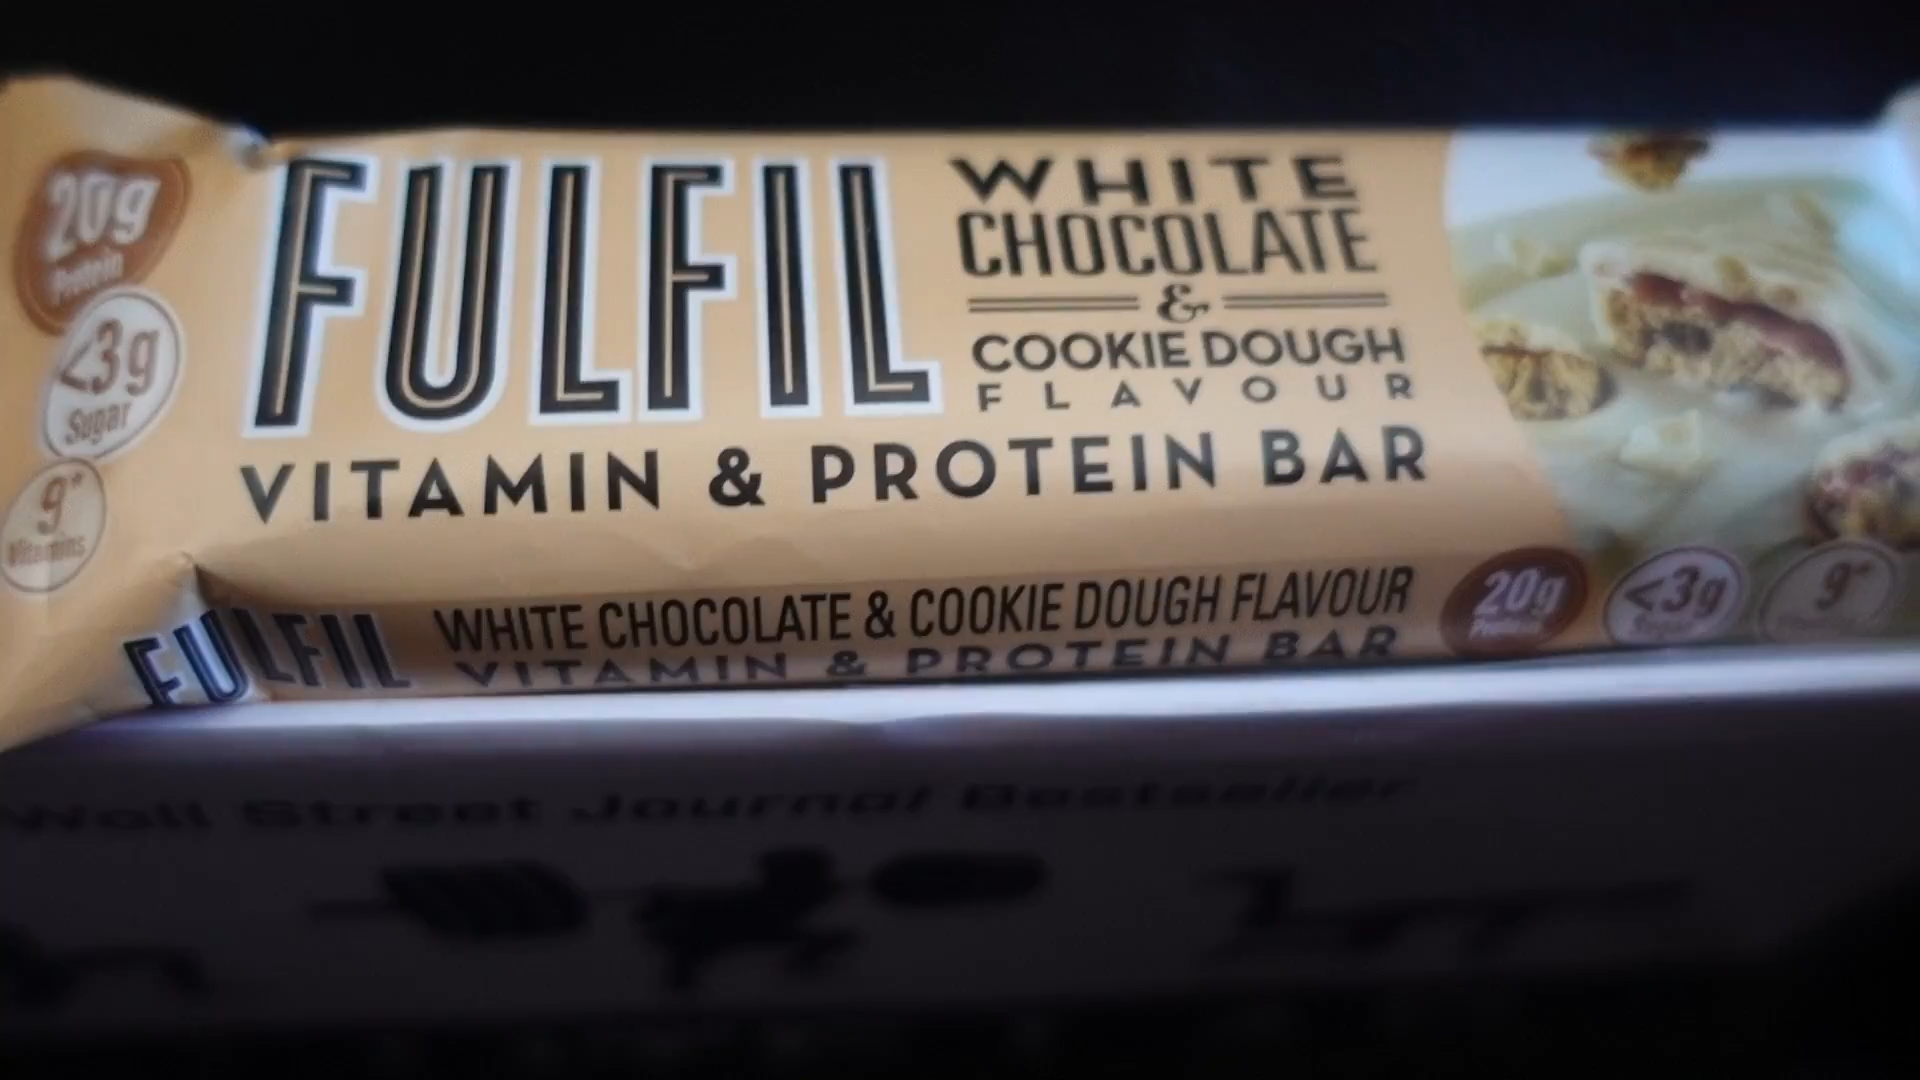 20g
Protein
<3g
Sugar
9*
Vitamins
FULFIL
WHITE
CHOCOLATE
&
COOKIE DOUGH
FLAVOUR
VITAMIN & PROTEIN BAR
FULFIL
WHITE CHOCOLATE & COOKIE DOUGH FLAVOUR
VITAMIN & PROTEIN BAR
20g
Protein
<3g
Sugar
9*
Wall Street Journal Bestseller